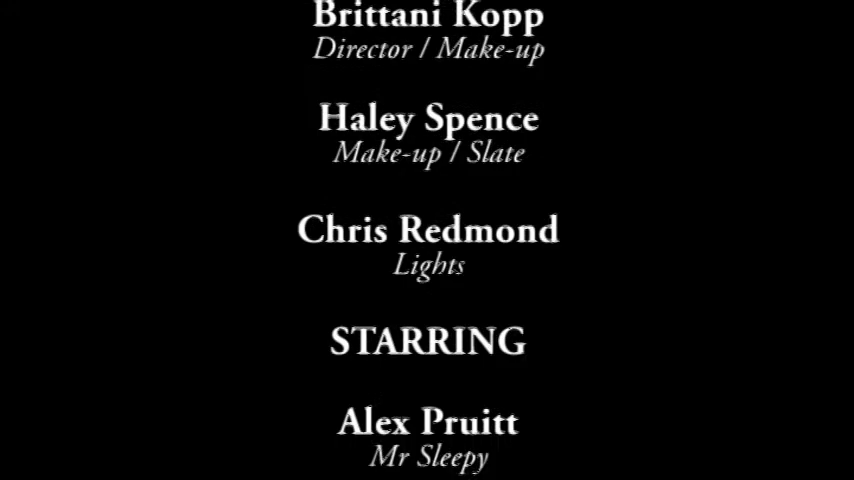 Brittani Kopp
Director / Make-up
Haley Spence
Make-up / Slate
Chris Redmond
Lights
STARRING
Alex Pruitt
Mr Sleepy